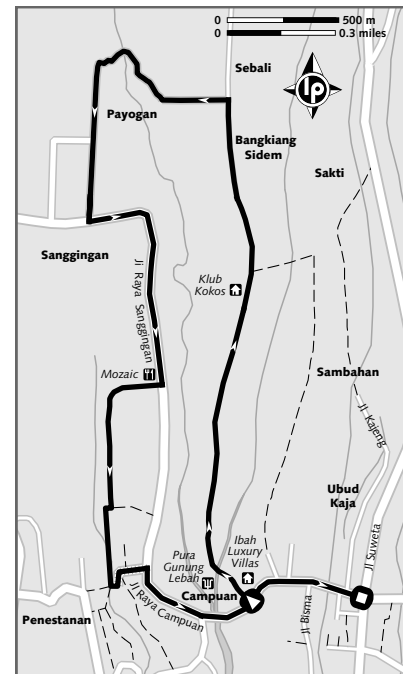 0 500 m
0 0.3 miles
Sebali
lp
Payogan
Bangkiang
Sidem
Sakti
Sanggingan
Jl Raya Sanggingan
Klub
Kokos
Mozaic
Sambahan
Jl Kajeng
Ubud
Kaja
Jl Suweta
Pura
Gunung
Lebah
Ibah
Luxury
Villas
Campuan
Jl Raya Campuan
Jl Bisma
Penestanan